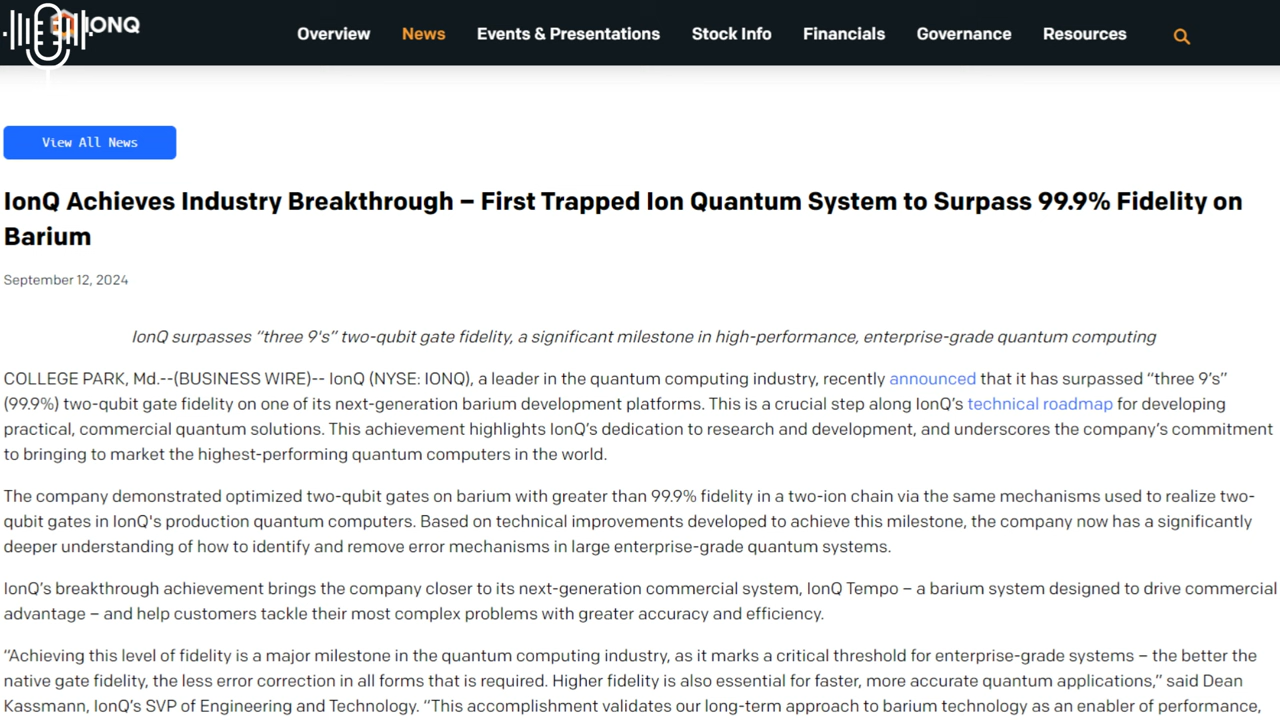 IONQ
Overview
News
Events & Presentations
Stock Info
Financials
Governance
Resources
View All News
IonQ Achieves Industry Breakthrough – First Trapped Ion Quantum System to Surpass 99.9% Fidelity on
Barium
September 12, 2024
IonQ surpasses “three 9's” two-qubit gate fidelity, a significant milestone in high-performance, enterprise-grade quantum computing
COLLEGE PARK, Md.--(BUSINESS WIRE)-- IonQ (NYSE: IONQ), a leader in the quantum computing industry, recently announced that it has surpassed “three 9’s”
(99.9%) two-qubit gate fidelity on one of its next-generation barium development platforms. This is a crucial step along IonQ’s technical roadmap for developing
practical, commercial quantum solutions. This achievement highlights IonQ’s dedication to research and development, and underscores the company’s commitment
to bringing to market the highest-performing quantum computers in the world.
The company demonstrated optimized two-qubit gates on barium with greater than 99.9% fidelity in a two-ion chain via the same mechanisms used to realize two-
qubit gates in IonQ's production quantum computers. Based on technical improvements developed to achieve this milestone, the company now has a significantly
deeper understanding of how to identify and remove error mechanisms in large enterprise-grade quantum systems.
IonQ’s breakthrough achievement brings the company closer to its next-generation commercial system, IonQ Tempo – a barium system designed to drive commercial
advantage – and help customers tackle their most complex problems with greater accuracy and efficiency.
“Achieving this level of fidelity is a major milestone in the quantum computing industry, as it marks a critical threshold for enterprise-grade systems – the better the
native gate fidelity, the less error correction in all forms that is required. Higher fidelity is also essential for faster, more accurate quantum applications,” said Dean
Kassmann, IonQ’s SVP of Engineering and Technology. “This accomplishment validates our long-term approach to barium technology as an enabler of performance,